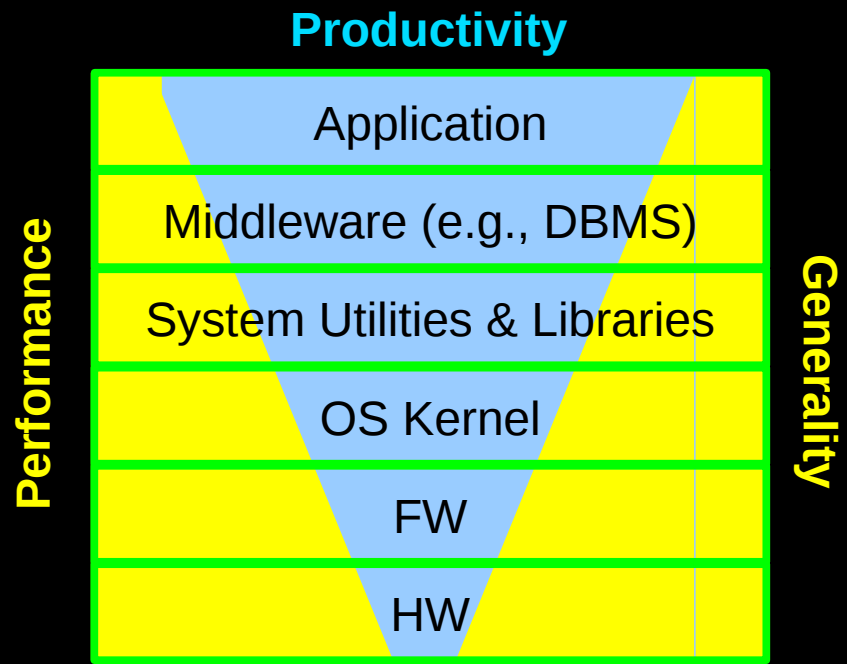 Productivity
Application
Middleware (e.g., DBMS)
System Utilities & Libraries
OS Kernel
FW
HW
Performance
Generality